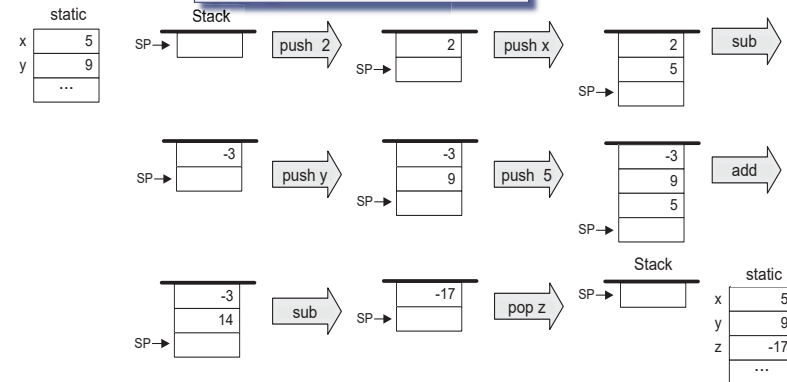 static
Stack
x 5
y 9
...
SP
push 2
2
SP
push x
2
5
SP
sub
-3
SP
push y
-3
9
SP
push 5
-3
9
5
SP
add
-3
14
SP
sub
-17
SP
pop z
Stack
SP
static
x 5
y 9
z -17
...